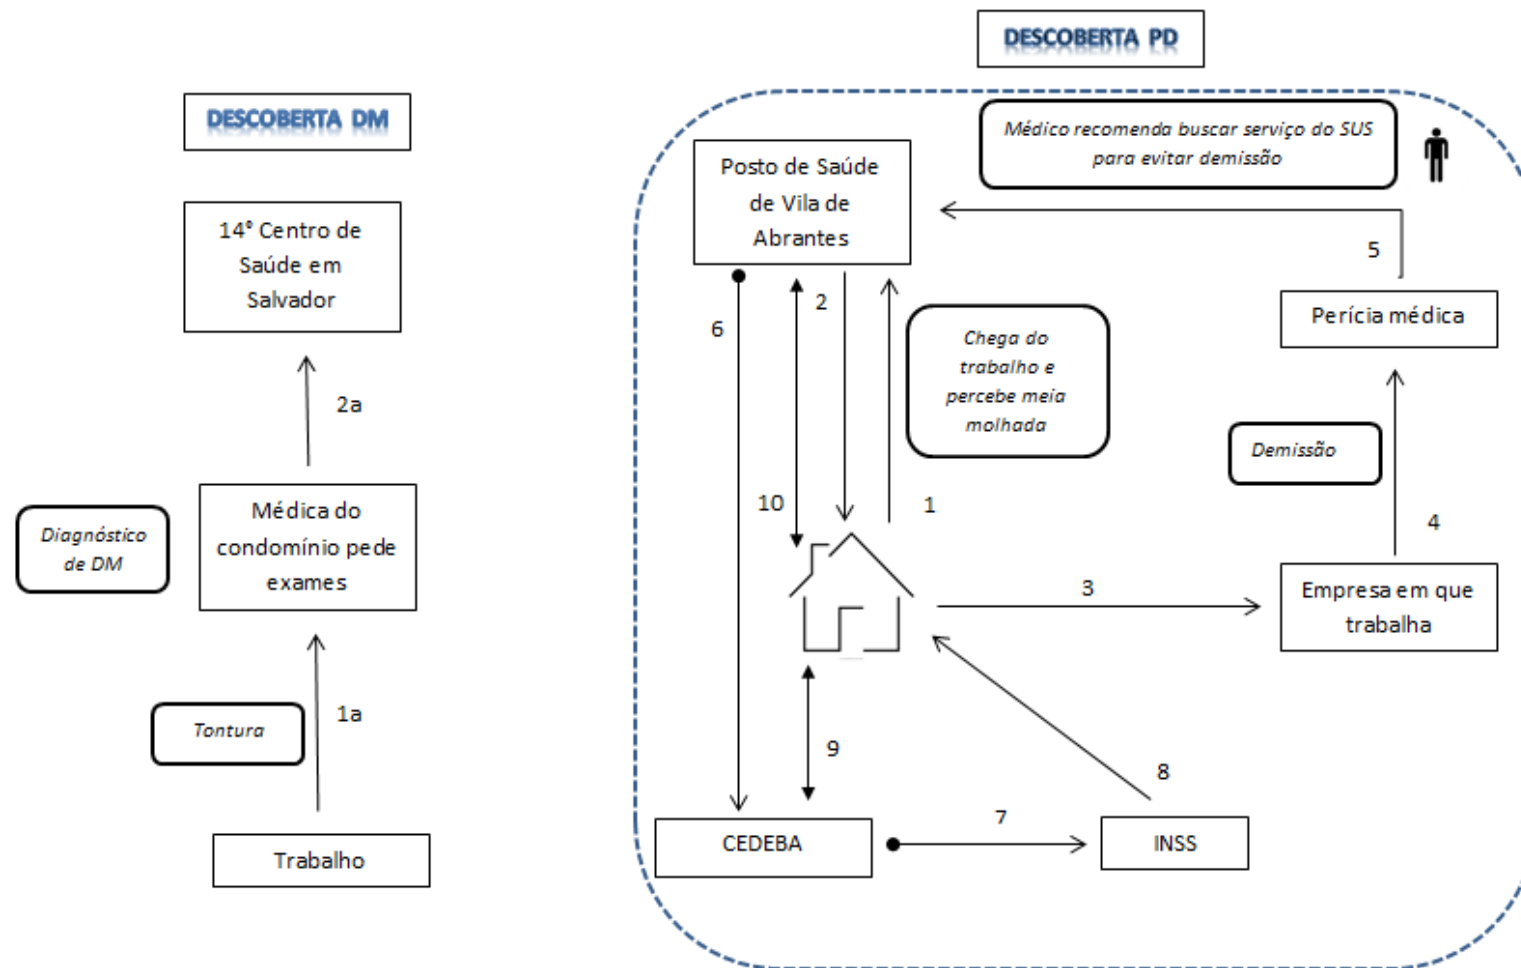 DESCOBERTA DM
14° Centro de
Saúde em
Salvador
2a
Diagnóstico
de DM
Médica do
condomínio pede
exames
Tontura
1a
Trabalho
DESCOBERTA PD
Médico recomenda buscar serviço do SUS
para evitar demissão
Posto de Saúde
de Vila de
Abrantes
5
Perícia médica
6
2
Chega do
trabalho e
percebe meia
molhada
Demissão
10
1
4
3
Empresa em que
trabalha
9
8
CEDEBA
7
INSS